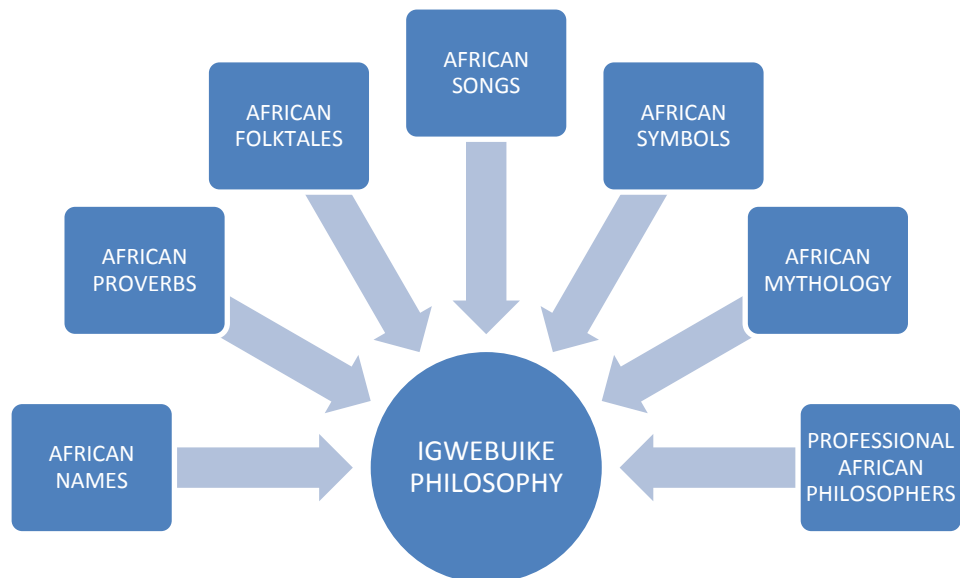 AFRICAN
NAMES
AFRICAN
PROVERBS
AFRICAN
FOLKTALES
AFRICAN
SONGS
AFRICAN
SYMBOLS
AFRICAN
MYTHOLOGY
PROFESSIONAL
AFRICAN
PHILOSOPHERS
IGWEBUIKE
PHILOSOPHY